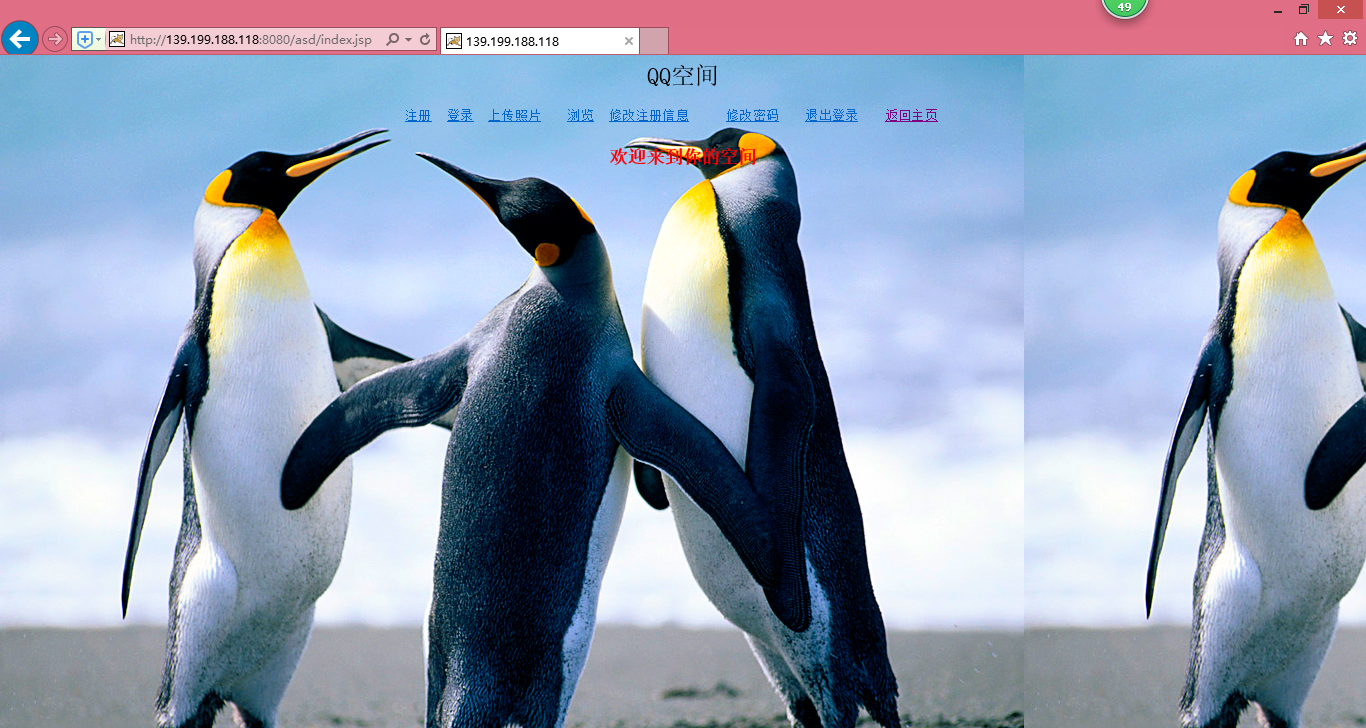 49
http://139.199.188.118:8080/asd/index.jsp
139.199.188.118
QQ空间
注册 登录 上传照片 浏览 修改注册信息 修改密码 退出登录 返回主页
欢迎来到你的空间